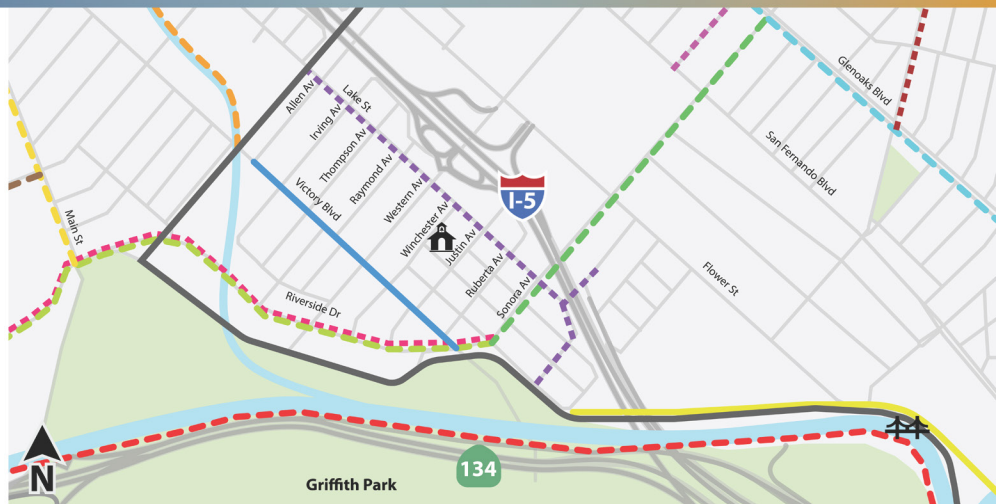 Glenoaks Blvd
Allen Av
Lake St
Irving Av
Thompson Av
San Fernando Blvd
Raymond Av
Victory Blvd
Western Av
I-5
Winchester Av
Main St
Justin Av
Ruberta Av
Flower St
Sonora Av
Riverside Dr
N
134
Griffith Park